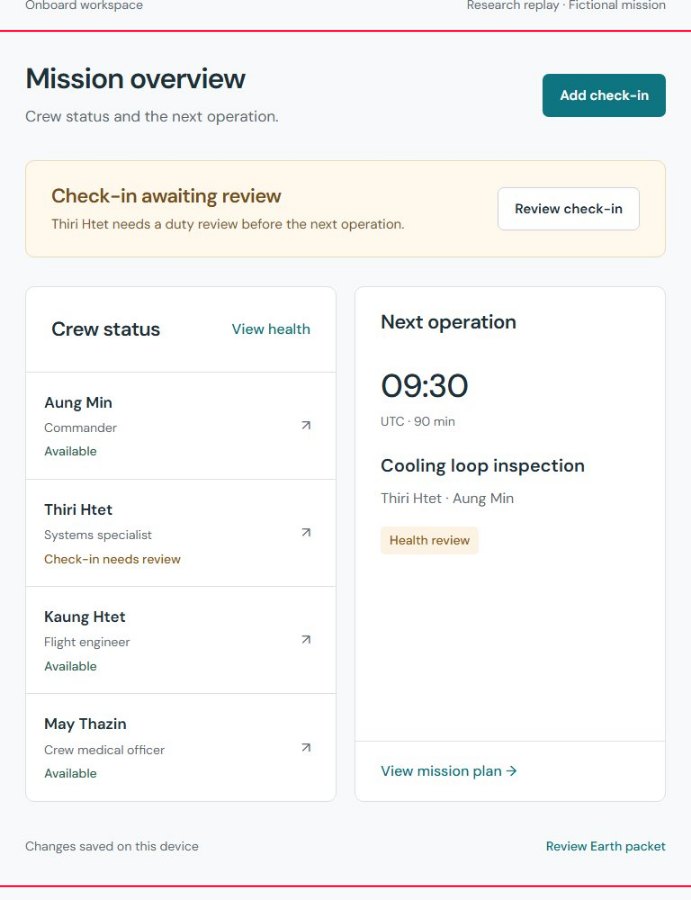 Onboard workspace
Research replay · Fictional mission
Mission overview
Crew status and the next operation.
Add check-in
Check-in awaiting review
Thiri Htet needs a duty review before the next operation.
Review check-in
Crew status
View health
Aung Min
Commander
Available
Thiri Htet
Systems specialist
Check-in needs review
Kaung Htet
Flight engineer
Available
May Thazin
Crew medical officer
Available
Next operation
09:30
UTC · 90 min
Cooling loop inspection
Thiri Htet · Aung Min
Health review
View mission plan →
Changes saved on this device
Review Earth packet